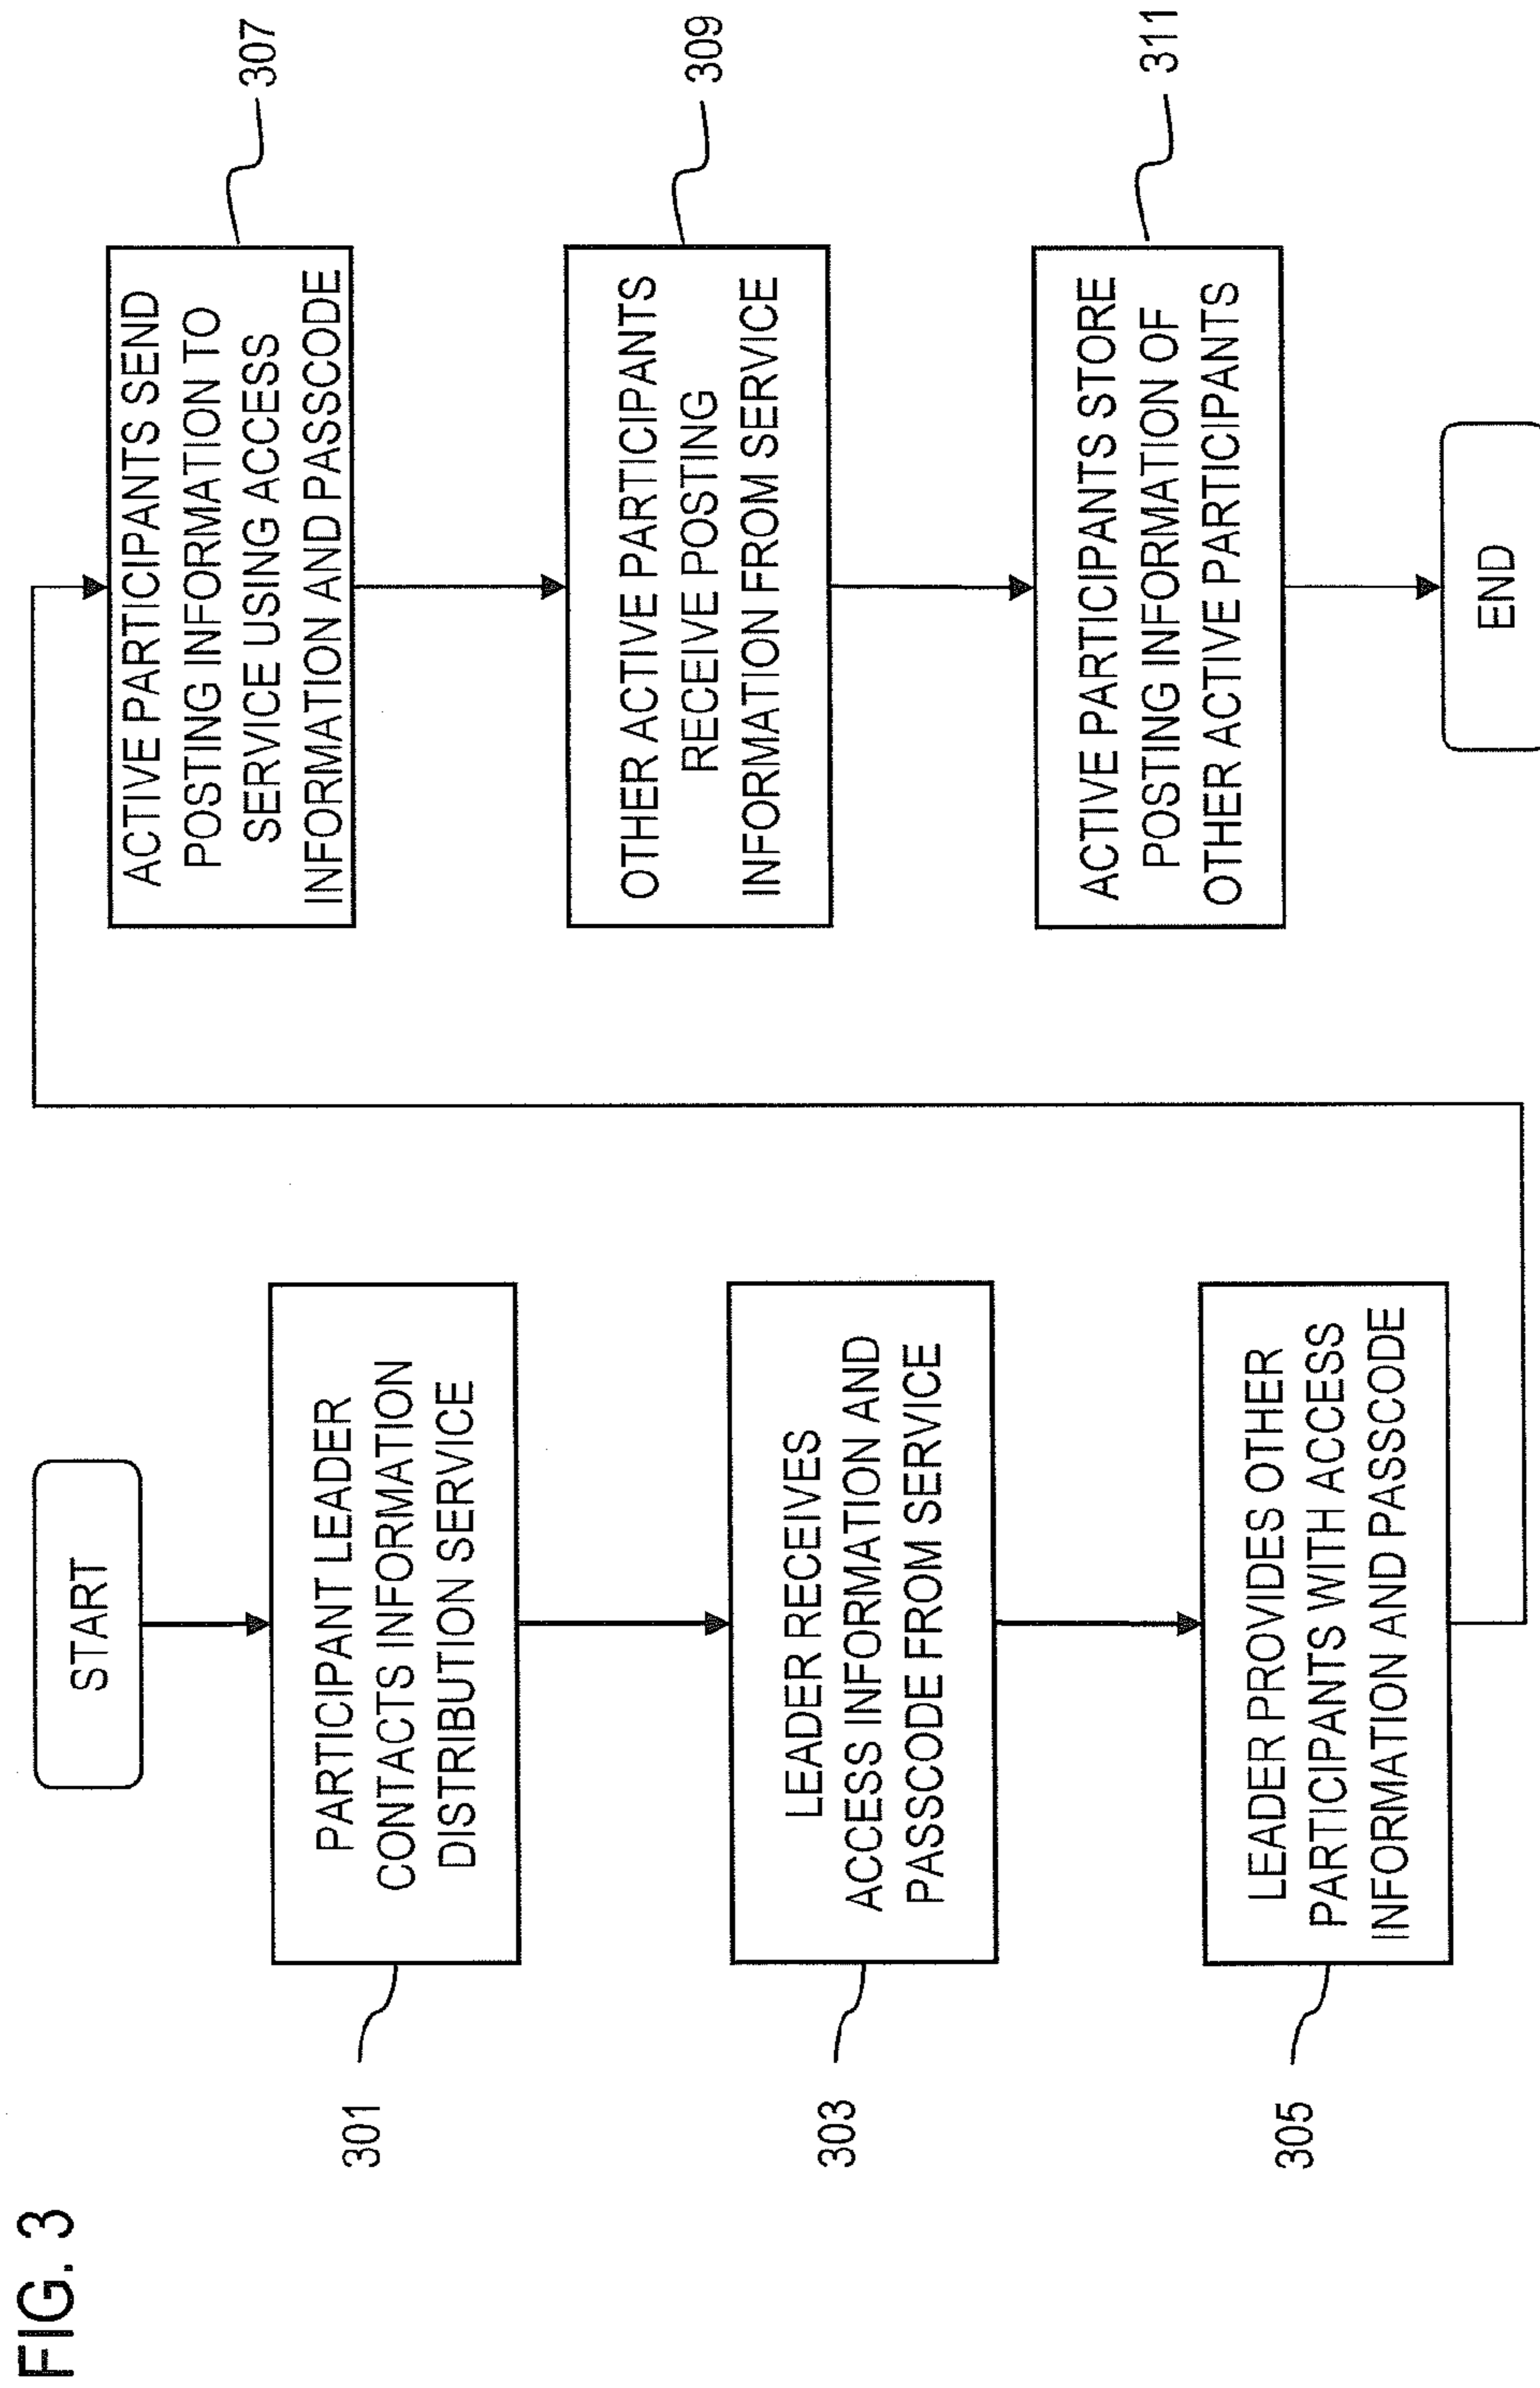 FIG. 3
START
PARTICIPANT LEADER
CONTACTS INFORMATION
DISTRIBUTION SERVICE
301
LEADER RECEIVES
ACCESS INFORMATION AND
PASSCODE FROM SERVICE
303
LEADER PROVIDES OTHER
PARTICIPANTS WITH ACCESS
INFORMATION AND PASSCODE
305
ACTIVE PARTICIPANTS SEND
POSTING INFORMATION TO
SERVICE USING ACCESS
INFORMATION AND PASSCODE
307
OTHER ACTIVE PARTICIPANTS
RECEIVE POSTING
INFORMATION FROM SERVICE
309
ACTIVE PARTICIPANTS STORE
POSTING INFORMATION OF
OTHER ACTIVE PARTICIPANTS
311
END